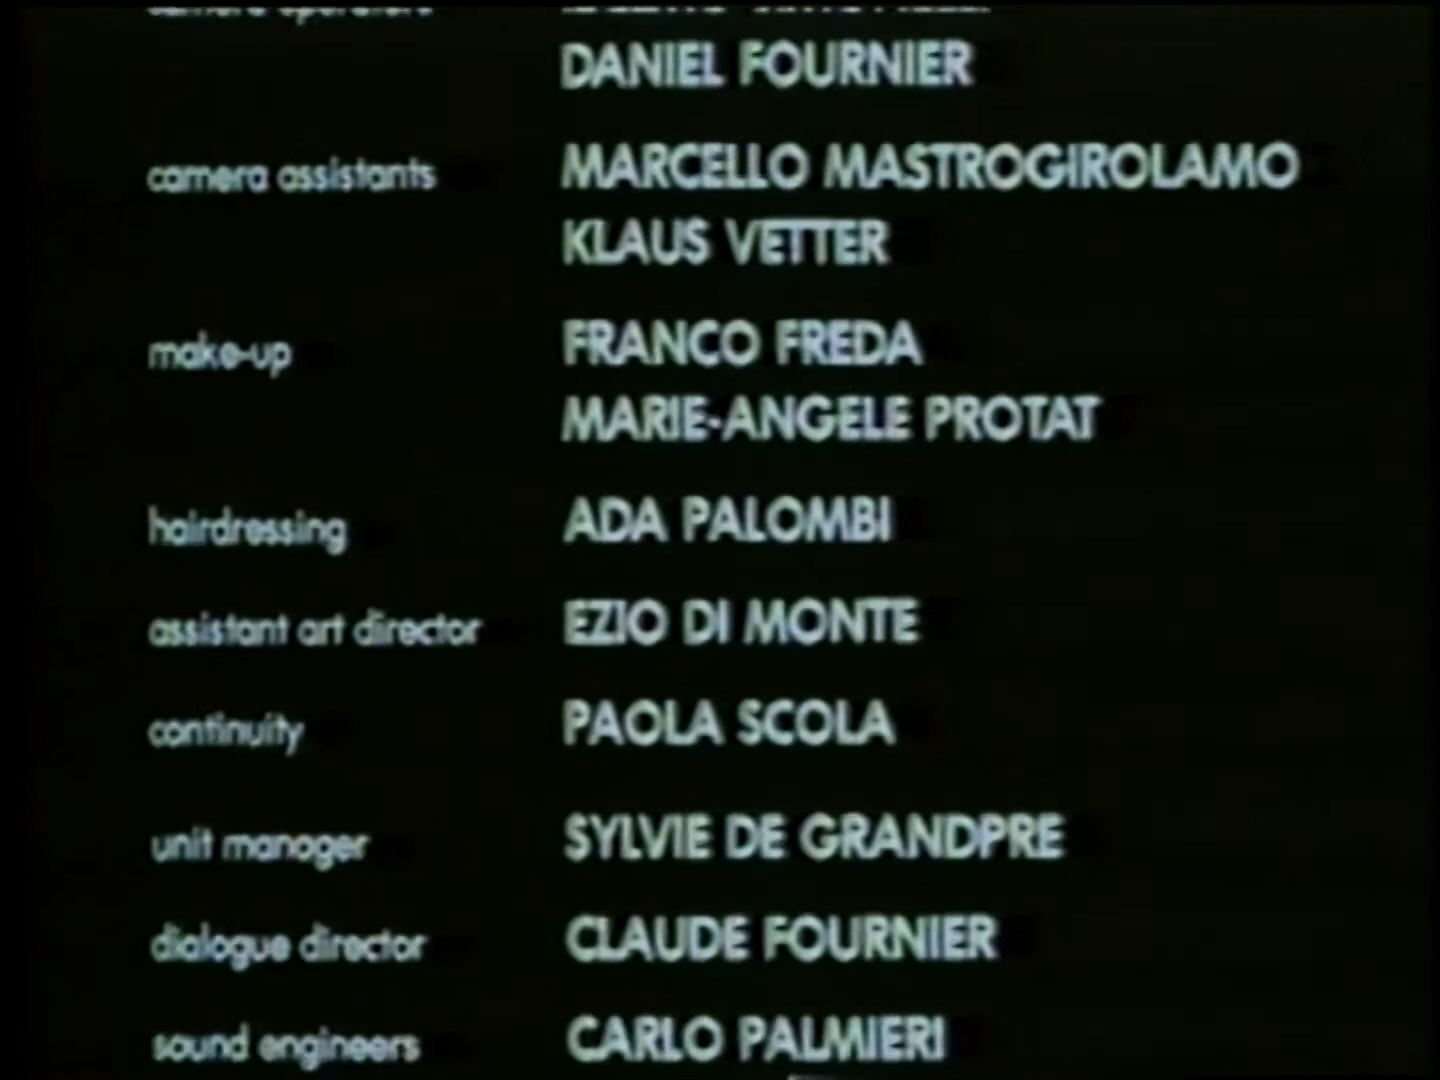 camera operators
DANIEL FOURNIER
camera assistants MARCELLO MASTROGIROLAMO
KLAUS VETTER
make-up FRANCO FREDA
MARIE-ANGELE PROTAT
hairdressing ADA PALOMBI
assistant art director EZIO DI MONTE
continuity PAOLA SCOLA
unit manager SYLVIE DE GRANDPRE
dialogue director CLAUDE FOURNIER
sound engineers CARLO PALMIERI